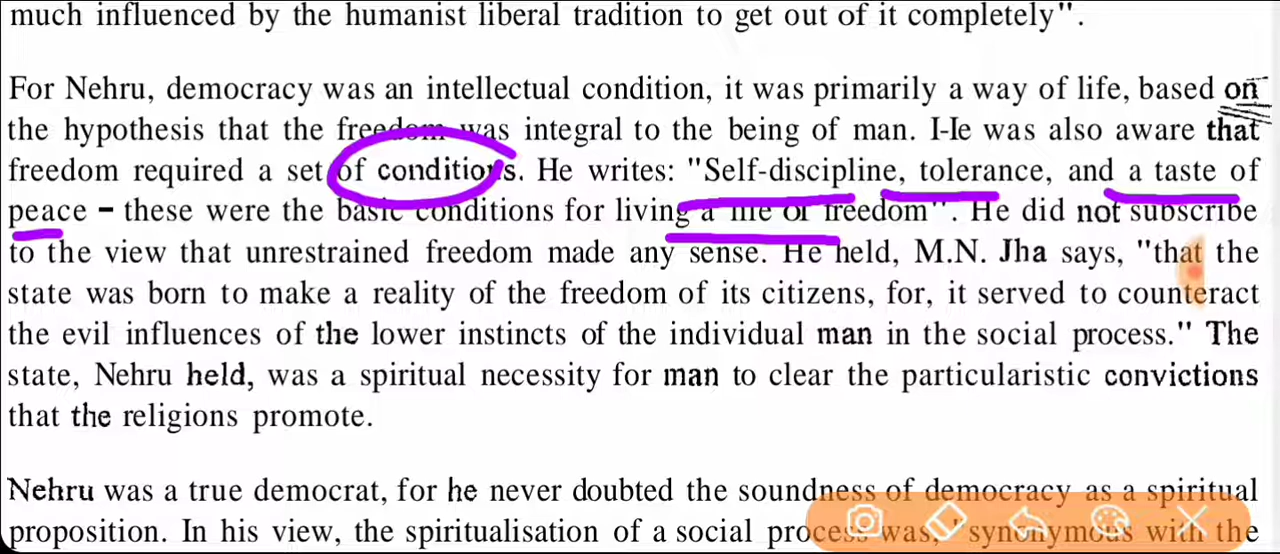 much influenced by the humanist liberal tradition to get out of it completely".
For Nehru, democracy was an intellectual condition, it was primarily a way of life, based on
the hypothesis that the freedom was integral to the being of man. I-Ie was also aware that
freedom required a set of conditions. He writes: "Self-discipline, tolerance, and a taste of
peace – these were the basic conditions for living a life of freedom". He did not subscribe
to the view that unrestrained freedom made any sense. He held, M.N. Jha says, "that the
state was born to make a reality of the freedom of its citizens, for, it served to counteract
the evil influences of the lower instincts of the individual man in the social process." The
state, Nehru held, was a spiritual necessity for man to clear the particularistic convictions
that the religions promote.
Nehru was a true democrat, for he never doubted the soundness of democracy as a spiritual
proposition. In his view, the spiritualisation of a social process was, "synonymous with the